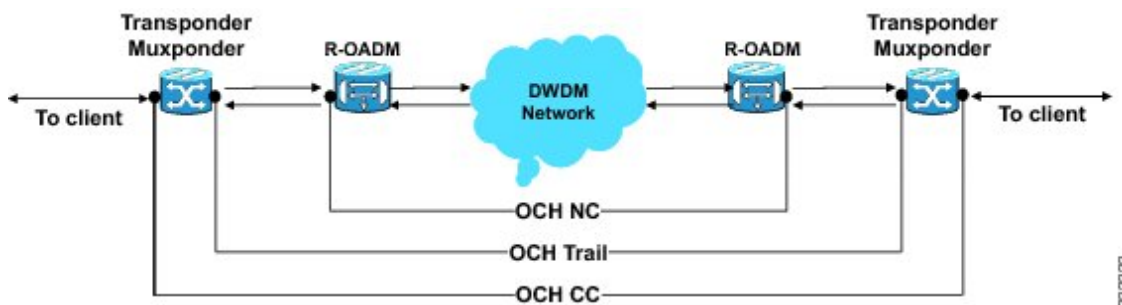 Transponder
Muxponder
R-OADM
R-OADM
Transponder
Muxponder
DWDM
Network
To client
To client
OCH NC
OCH Trail
OCH CC